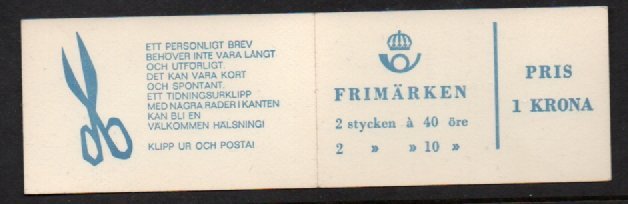 ETT PERSONLIGT BREV
BEHÖVER INTE VARA LÅNGT
OCH UTFÖRLIGT.
DET KAN VARA KORT
OCH SPONTANT.
ETT TIDNINGSURKLIPP
MED NÅGRA RADER I KANTEN
KAN BLI EN
VÄLKOMMEN HÄLSNING!
KLIPP UR OCH POSTA!
FRIMÄRKEN
2 stycken à 40 öre
2 » » 10 »
PRIS
1 KRONA